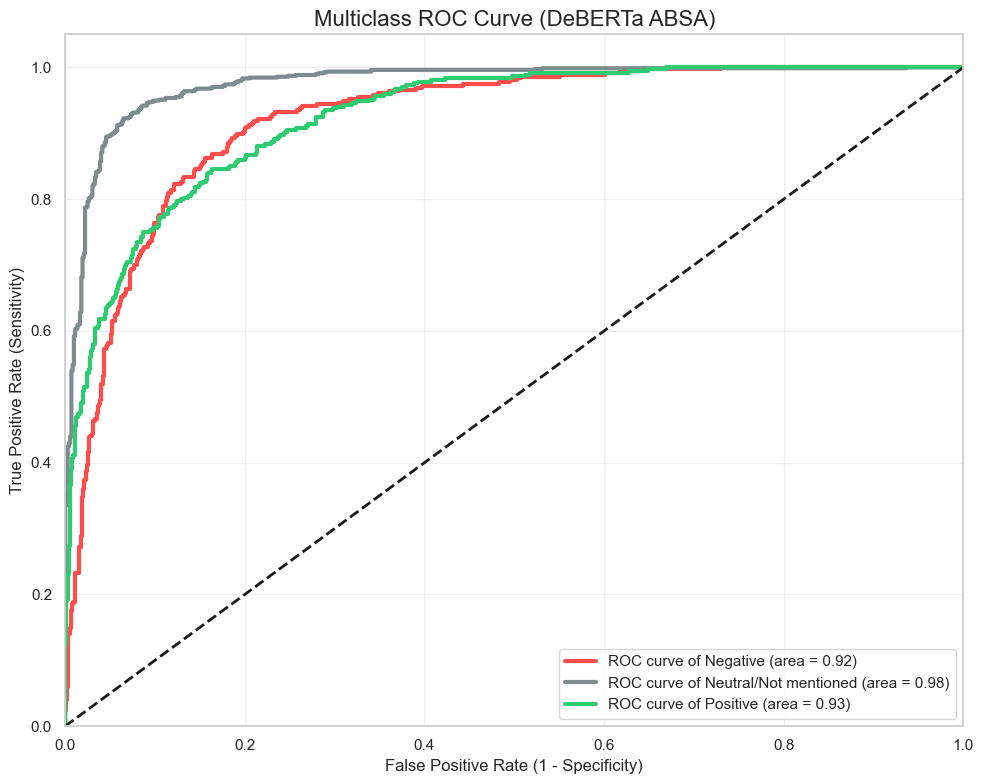 Multiclass ROC Curve (DeBERTa ABSA)
True Positive Rate (Sensitivity)
1.0
0.8
0.6
0.4
0.2
0.0
0.0 0.2 0.4 0.6 0.8 1.0
False Positive Rate (1 - Specificity)
ROC curve of Negative (area = 0.92)
ROC curve of Neutral/Not mentioned (area = 0.98)
ROC curve of Positive (area = 0.93)